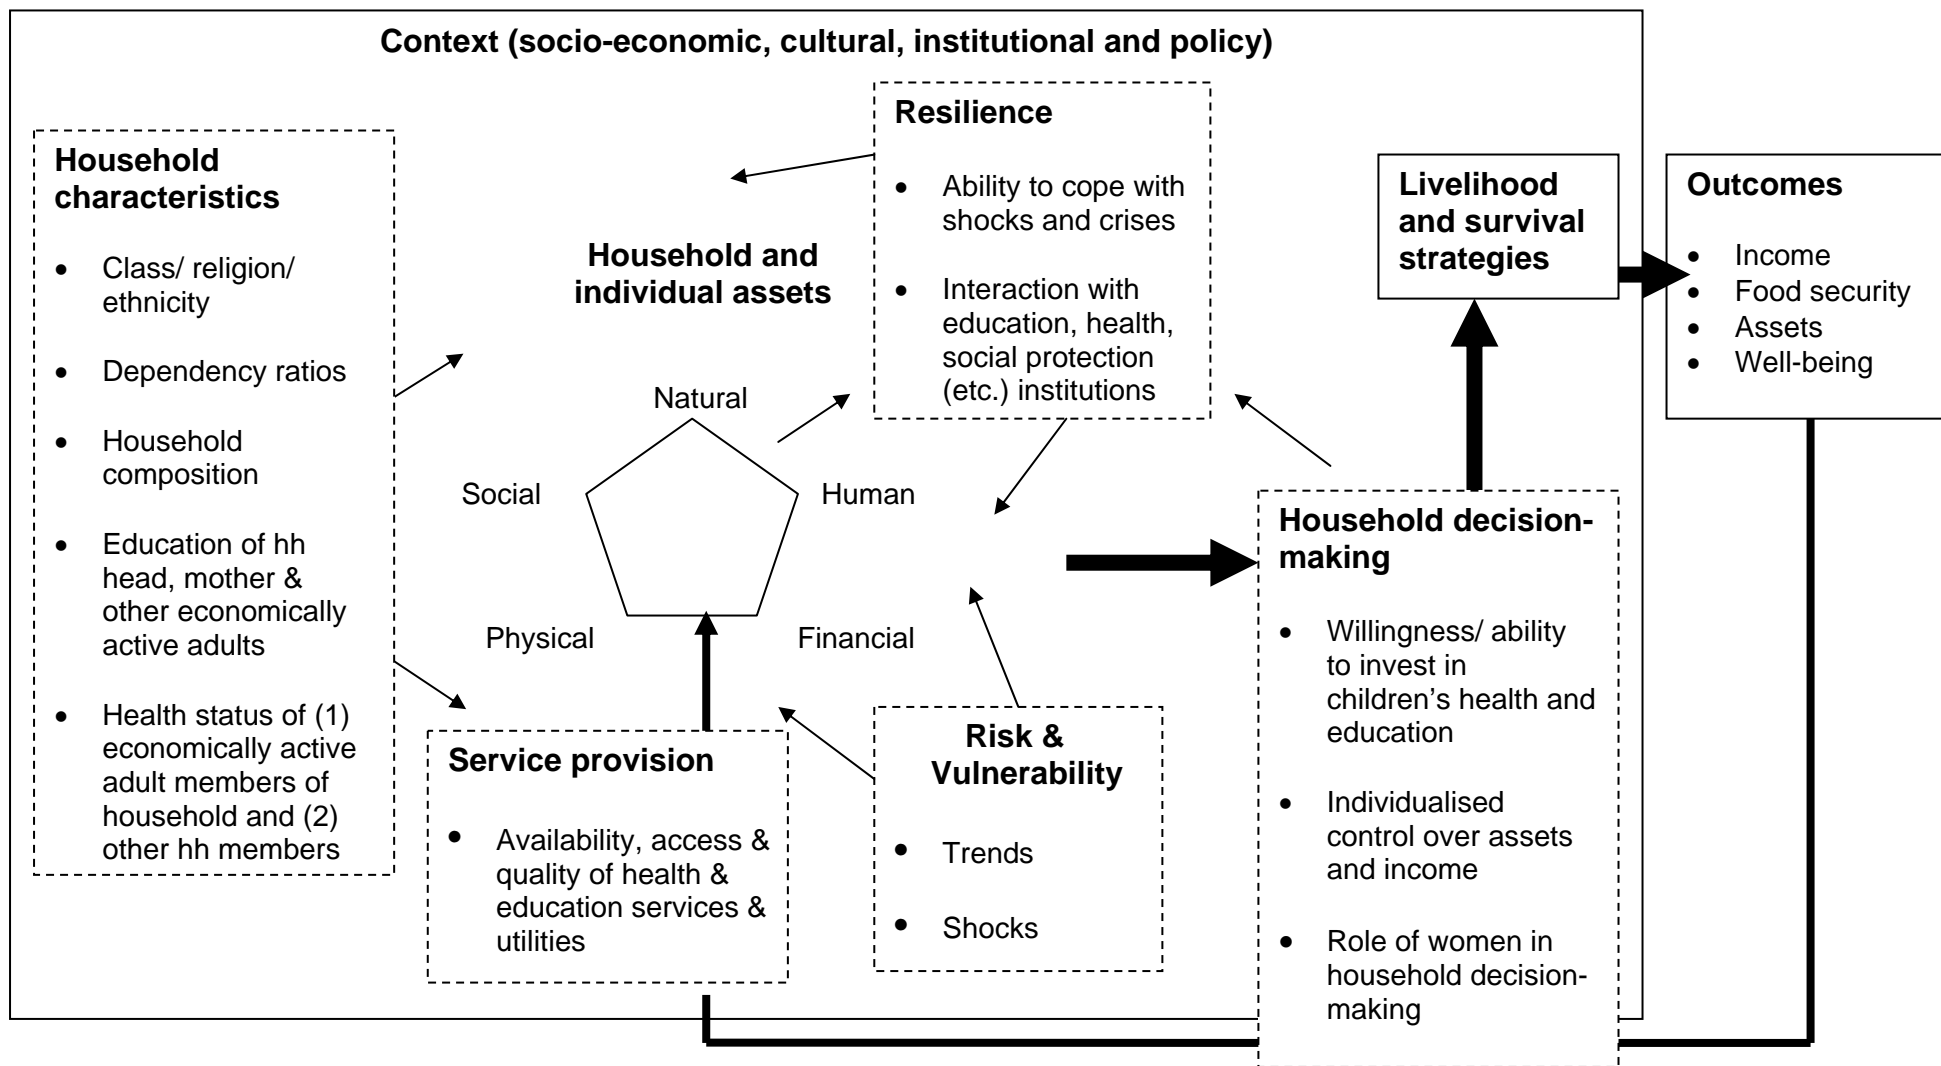 Context (socio-economic, cultural, institutional and policy)
Household
characteristics
• Class/ religion/
ethnicity
• Dependency ratios
• Household
composition
• Education of hh
head, mother &
other economically
active adults
• Health status of (1)
economically active
adult members of
household and (2)
other hh members
Household and
individual assets
Natural
Social
Human
Physical
Financial
Service provision
• Availability, access &
quality of health &
education services &
utilities
Resilience
• Ability to cope with
shocks and crises
• Interaction with
education, health,
social protection
(etc.) institutions
Risk &
Vulnerability
• Trends
• Shocks
Household decision-
making
• Willingness/ ability
to invest in
children’s health and
education
• Individualised
control over assets
and income
• Role of women in
household decision-
making
Livelihood
and survival
strategies
Outcomes
• Income
• Food security
• Assets
• Well-being